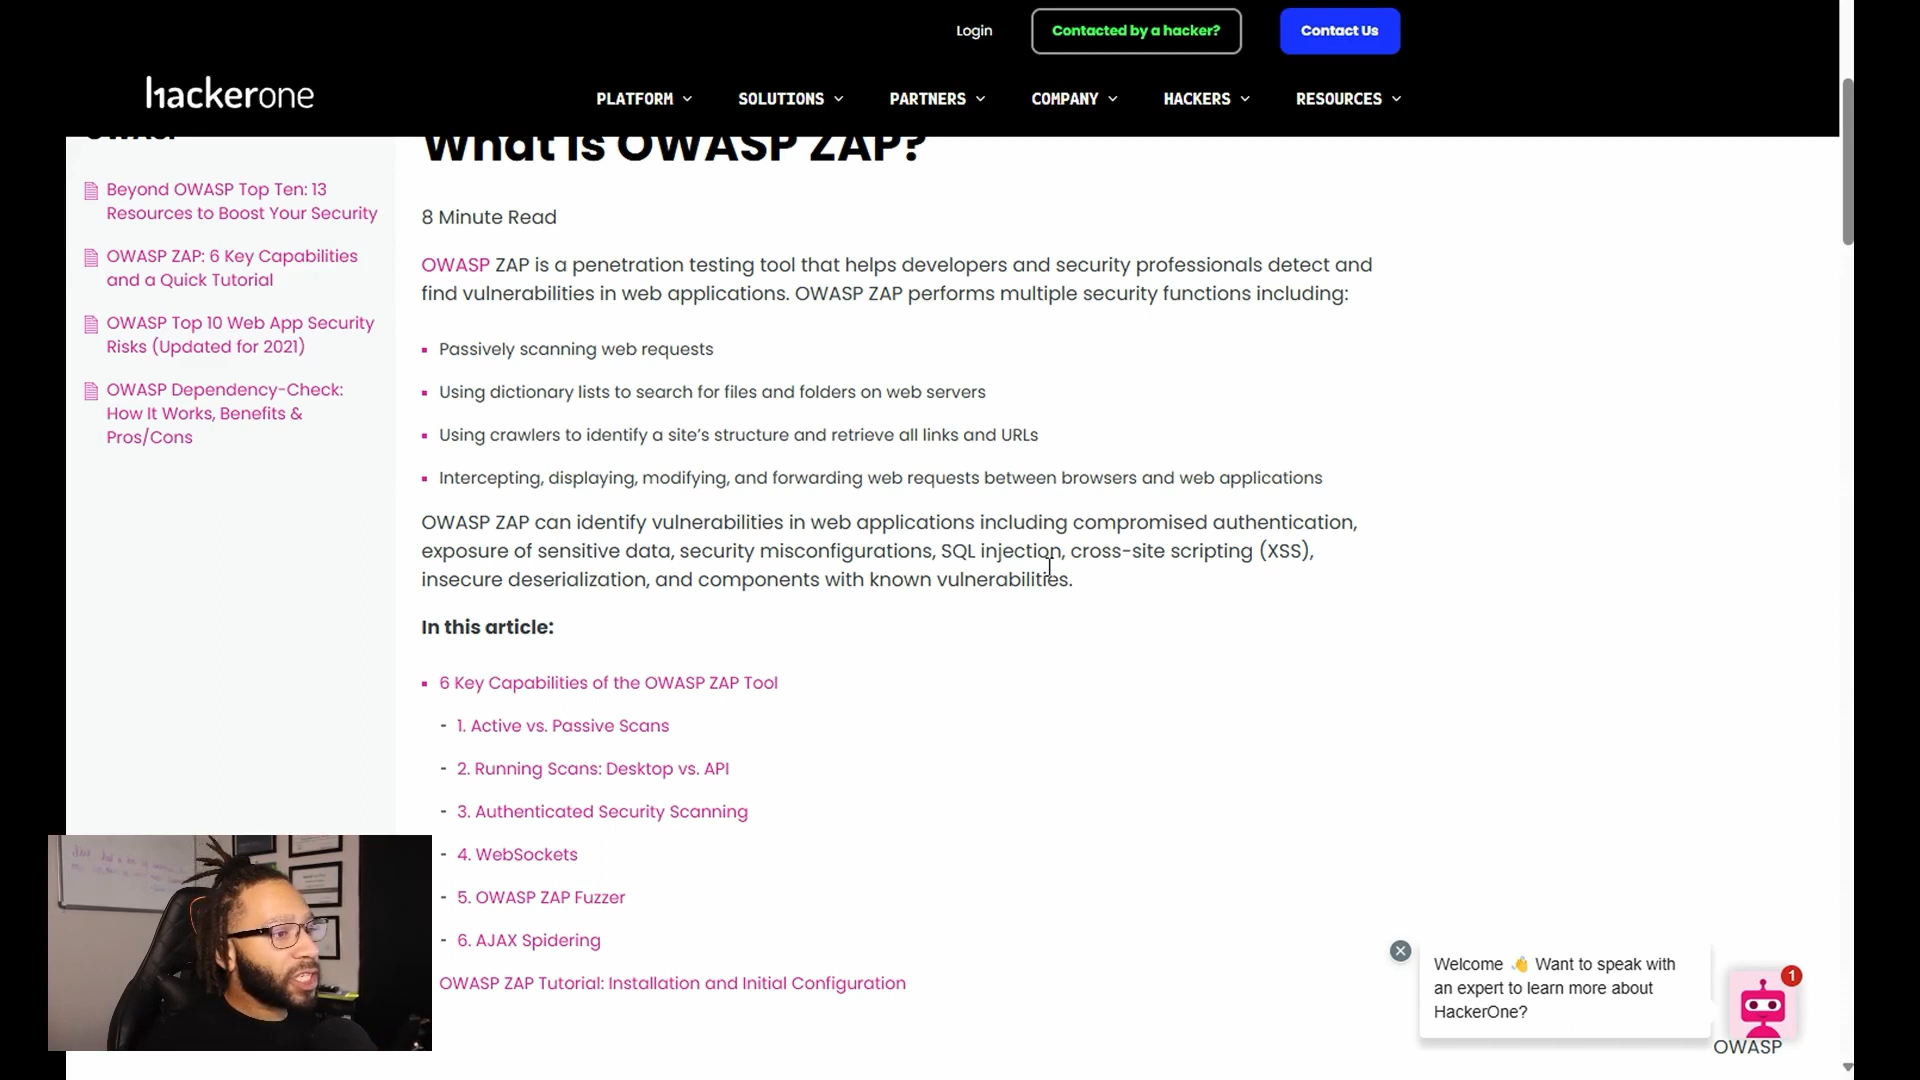 Login
Contacted by a hacker?
Contact Us
hackerone
PLATFORM
SOLUTIONS
PARTNERS
COMPANY
HACKERS
RESOURCES
OWASP
Beyond OWASP Top Ten: 13
Resources to Boost Your Security
OWASP ZAP: 6 Key Capabilities
and a Quick Tutorial
OWASP Top 10 Web App Security
Risks (Updated for 2021)
OWASP Dependency-Check:
How It Works, Benefits &
Pros/Cons
What is OWASP ZAP?
8 Minute Read
OWASP ZAP is a penetration testing tool that helps developers and security professionals detect and
find vulnerabilities in web applications. OWASP ZAP performs multiple security functions including:
Passively scanning web requests
Using dictionary lists to search for files and folders on web servers
Using crawlers to identify a site’s structure and retrieve all links and URLs
Intercepting, displaying, modifying, and forwarding web requests between browsers and web applications
OWASP ZAP can identify vulnerabilities in web applications including compromised authentication,
exposure of sensitive data, security misconfigurations, SQL injection, cross-site scripting (XSS),
insecure deserialization, and components with known vulnerabilities.
In this article:
6 Key Capabilities of the OWASP ZAP Tool
- 1. Active vs. Passive Scans
- 2. Running Scans: Desktop vs. API
- 3. Authenticated Security Scanning
- 4. WebSockets
- 5. OWASP ZAP Fuzzer
- 6. AJAX Spidering
OWASP ZAP Tutorial: Installation and Initial Configuration
Welcome 👋 Want to speak with
an expert to learn more about
HackerOne?
1
OWASP